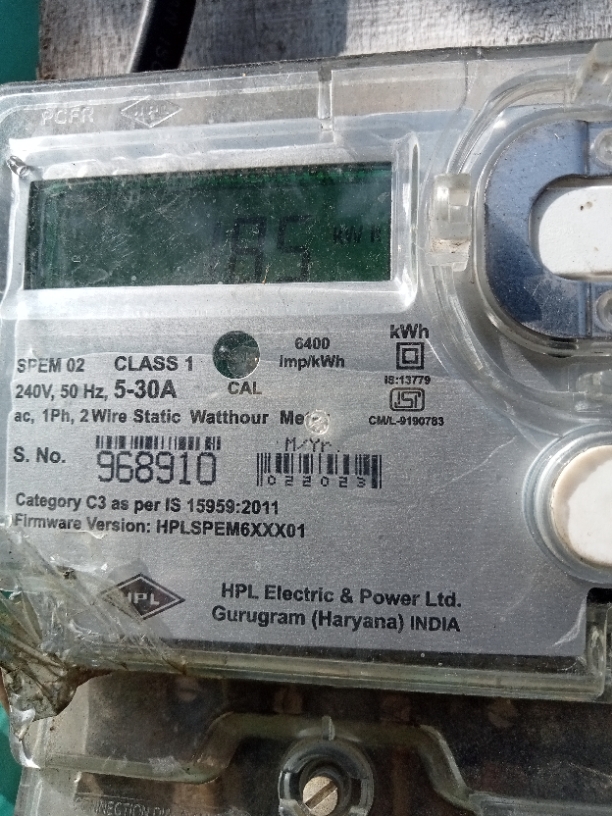 HPL
kWh
SPEM 02 CLASS 1
CAL
6400
imp/kWh
kWh
IS:13779
240V, 50 Hz, 5-30A
ac, 1Ph, 2 Wire Static Watthour
CM/L-9190783
M/Yr.
S. No. 968910
022023
Category C3 as per IS 15959:2011
Firmware Version: HPLSPEM6XXX01
HPL
HPL Electric & Power Ltd.
Gurugram (Haryana) INDIA